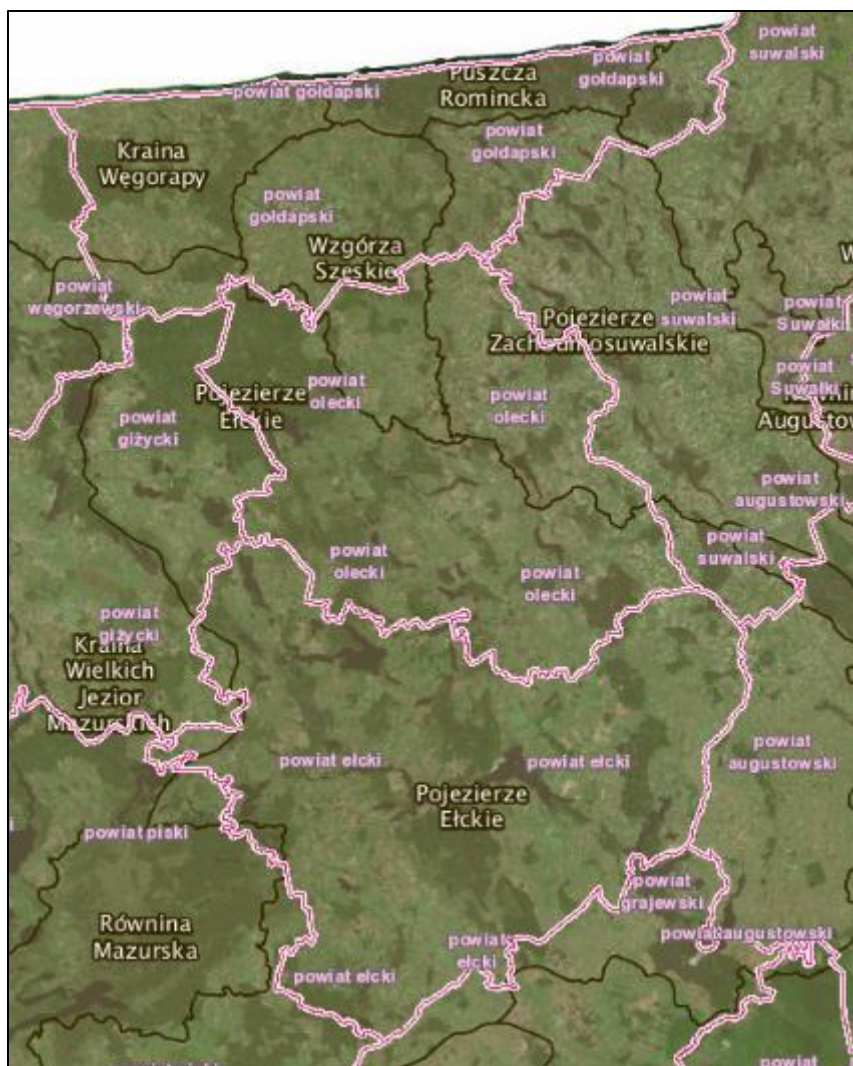 powiat
suwalski
powiat
gołdapski
Puszcza
Romincka
powiat gołdapski
powiat
gołdapski
Kraina
Węgorapy
powiat
gołdapski
Wzgórza
Szeskie
powiat
węgorzewski
powiat
suwalski
powiat
Suwałki
Pojezierze
Zachodniosuwalskie
powiat
Suwałki
powiat
olecki
Pojezierze
Ełckie
powiat
olecki
powiat
giżycki
powiat
augustowski
powiat
suwalski
powiat
olecki
powiat
olecki
powiat
giżycki
Kraina
Wielkich
Jezior
Mazurskich
powiat
augustowski
powiat ełcki
powiat ełcki
Pojezierze
Ełckie
powiat piski
powiat
grajewski
Równina
Mazurska
powiat augustowski
powiat
ełcki
powiat ełcki
powiat